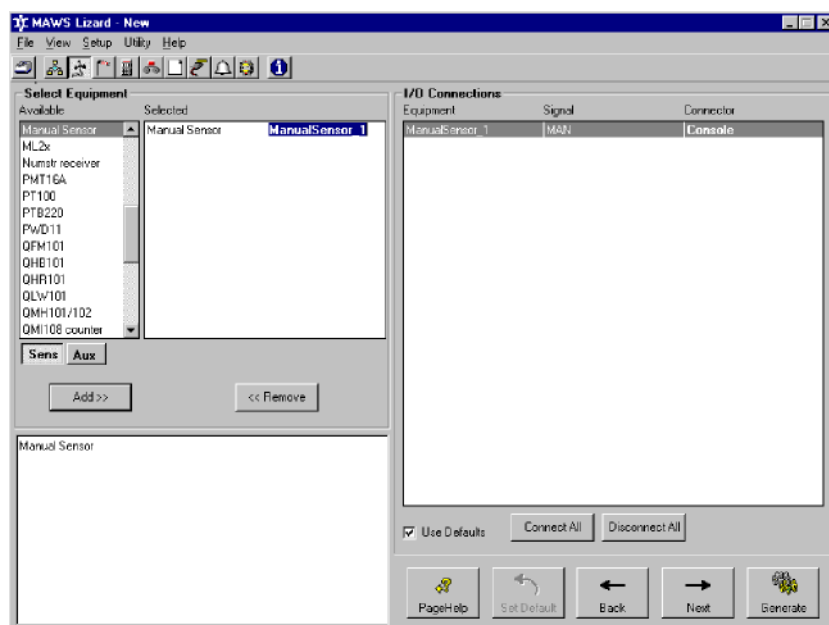 MAWS Lizard - New
File View Setup Utility Help
Select Equipment
Available Selected
Manual Sensor
ML2x
Numstr receiver
PMT16A
PT100
PTB220
PWD11
QFM101
QHB101
QHR101
QLW101
QMH101/102
QMI108 counter
Manual Sensor ManualSensor_1
Sens Aux
Add >> << Remove
Manual Sensor
I/O Connections
Equipment Signal Connector
ManualSensor_1 MAN Console
Use Defaults Connect All Disconnect All
PageHelp Set Default Back Next Generate